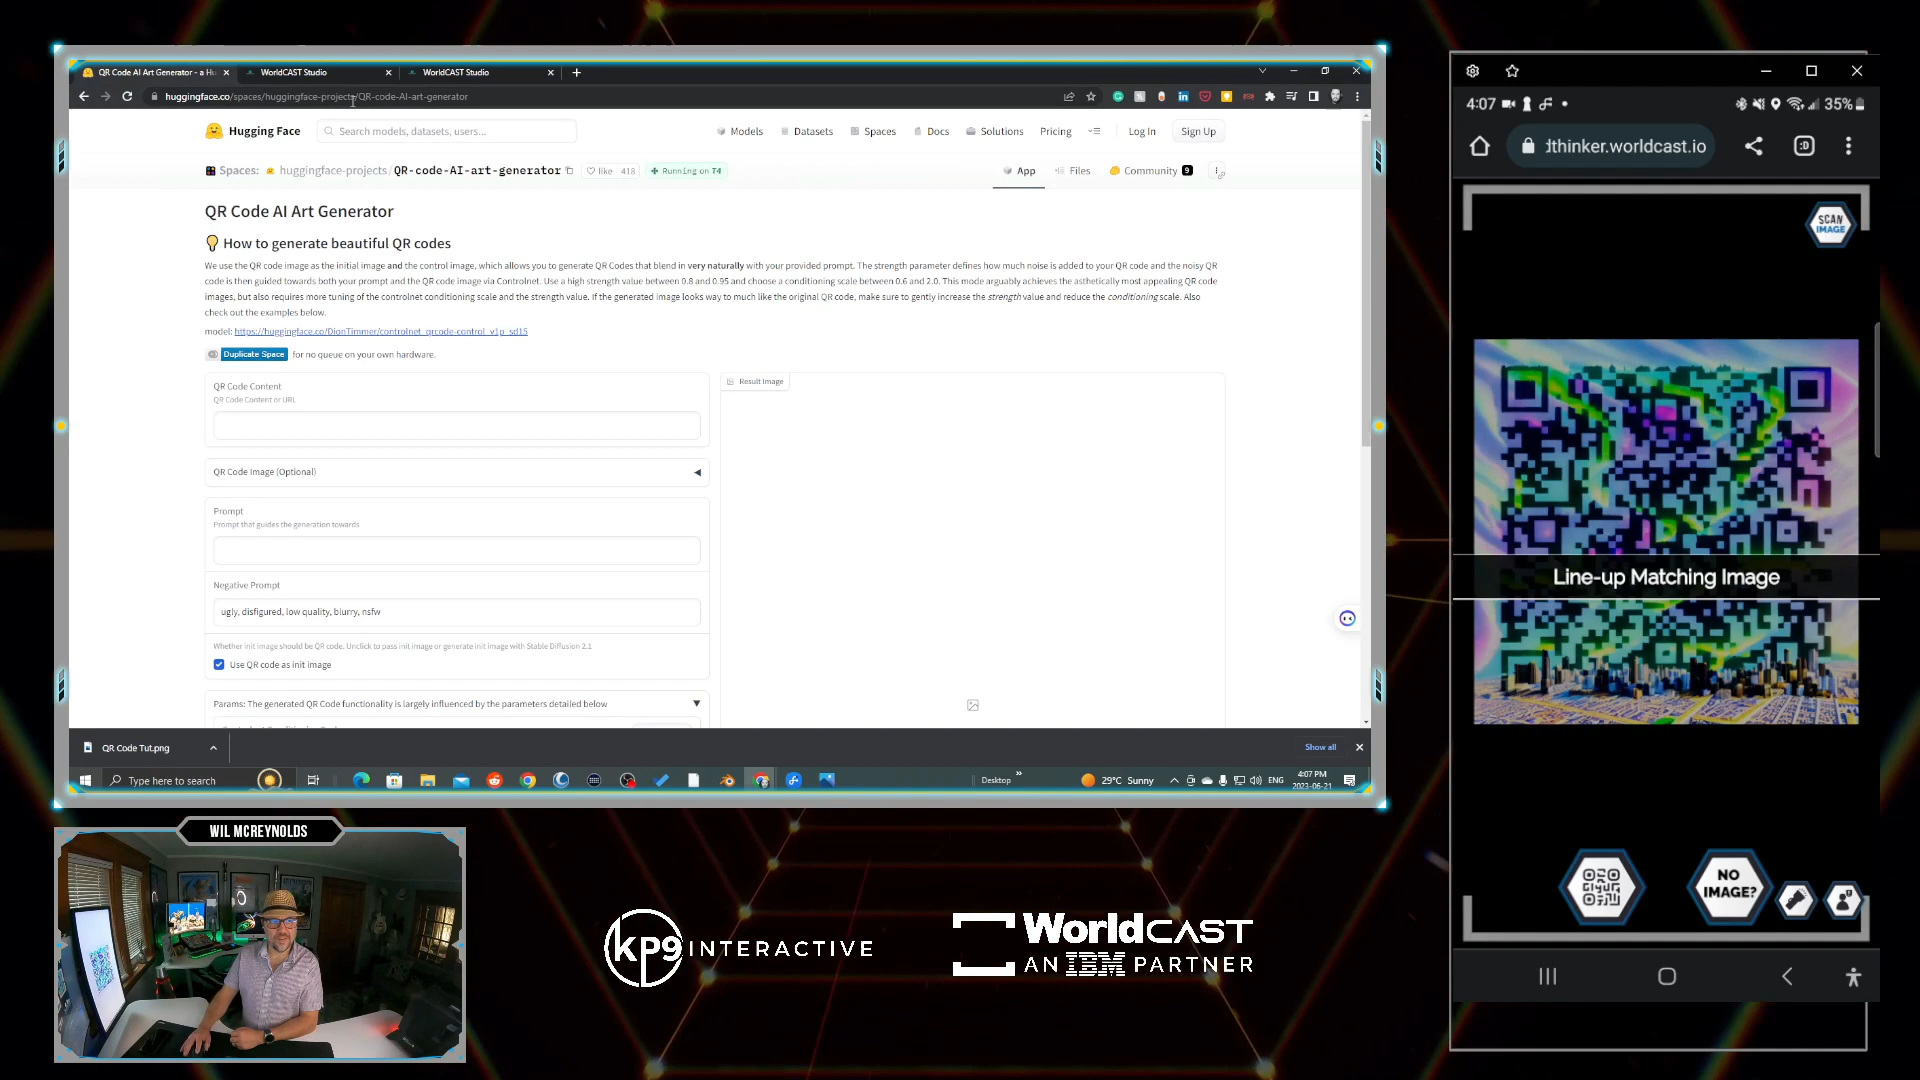 QR Code AI Art Generator - a Hu
WorldCAST Studio
WorldCAST Studio
huggingface.co/spaces/huggingface-projects/QR-code-AI-art-generator
Hugging Face
Search models, datasets, users...
Models
Datasets
Spaces
Docs
Solutions
Pricing
Log In
Sign Up
Spaces:
huggingface-projects/QR-code-AI-art-generator
like 418
Running on T4
App
Files
Community 9
QR Code AI Art Generator
How to generate beautiful QR codes
We use the QR code image as the initial image and the control image, which allows you to generate QR Codes that blend in very naturally with your provided prompt. The strength parameter defines how much noise is added to your QR code and the noisy QR
code is then guided towards both your prompt and the QR code image via Controlnet. Use a high strength value between 0.8 and 0.95 and choose a conditioning scale between 0.6 and 2.0. This mode arguably achieves the asthetically most appealing QR code
images, but also requires more tuning of the controlnet conditioning scale and the strength value. If the generated image looks way to much like the original QR code, make sure to gently increase the strength value and reduce the conditioning scale. Also
check out the examples below.
model: https://huggingface.co/DionTimmer/controlnet_qrcode-control_v1p_sd15
Duplicate Space for no queue on your own hardware.
QR Code Content
QR Code Content or URL
Result Image
QR Code Image (Optional)
Prompt
Prompt that guides the generation towards
Negative Prompt
ugly, disfigured, low quality, blurry, nsfw
Whether init image should be QR code. Unclick to pass init image or generate init image with Stable Diffusion 2.1
Use QR code as init image
Params: The generated QR Code functionality is largely influenced by the parameters detailed below
QR Code Tut.png
Show all
Type here to search
Desktop
29°C Sunny
ENG
4:07 PM
2023-06-21
4:07
35%
:D
dthinker.worldcast.io
SCAN
IMAGE
Line-up Matching Image
NO
IMAGE?
WIL MCREYNOLDS
kp9 INTERACTIVE
WorldCAST
AN IBM PARTNER